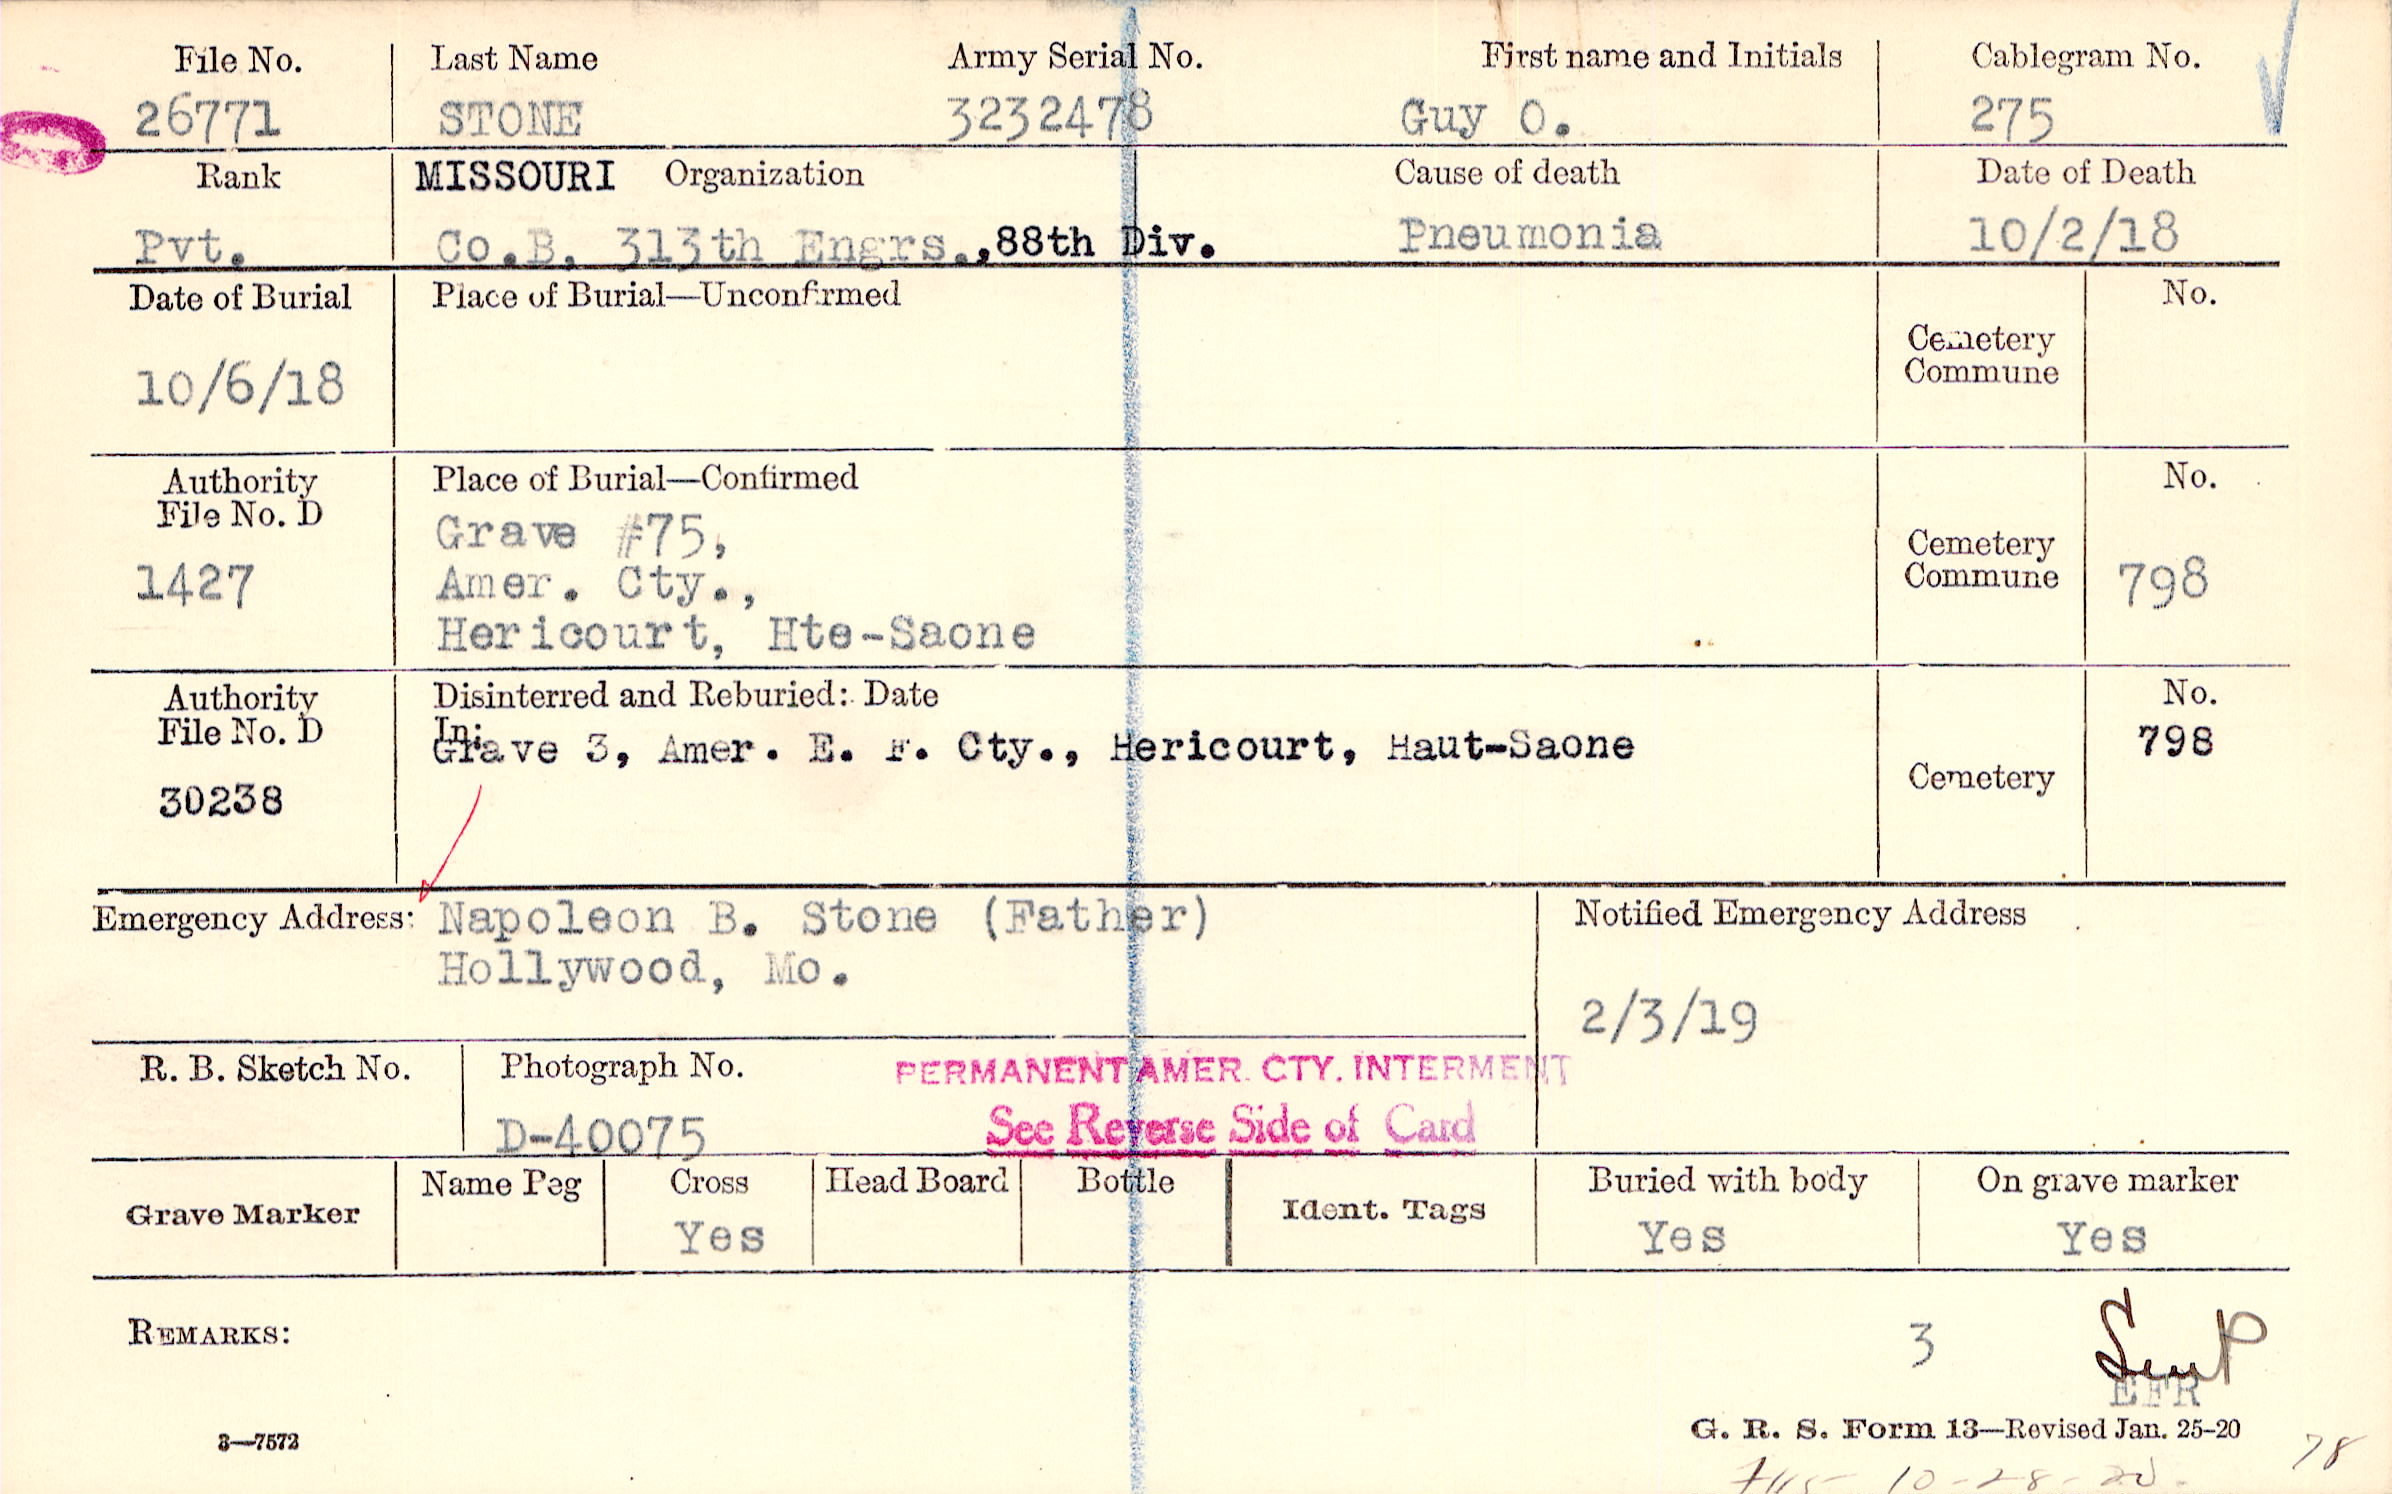 File No. Last Name Army Serial No. First name and Initials Cablegram No.
26771 STONE 3232478 Guy O. 275
Rank MISSOURI Organization Cause of death Date of Death
Pvt. Co.B, 313th Engrs.,88th Div. Pneumonia 10/2/18
Date of Burial Place of Burial—Unconfirmed No.
Cemetery
Commune
10/6/18
Authority Place of Burial—Confirmed No.
File No. D
Grave #75,
1427 Amer. Cty., Cemetery
Commune 798
Hericourt, Hte-Saone
Authority Disinterred and Reburied: Date No.
File No. D In:
Grave 3, Amer. E. F. Cty., Hericourt, Haut-Saone 798
30238 Cemetery
Emergency Address: Napoleon B. Stone (Father) Notified Emergency Address
Hollywood, Mo.
2/3/19
R. B. Sketch No. Photograph No. PERMANENT AMER. CTY. INTERMENT
D-40075 See Reverse Side of Card
Grave Marker Name Peg Cross Head Board Bottle Ident. Tags Buried with body On grave marker
Yes Yes Yes
REMARKS: 3
EFR
3—7572 G. R. S. Form 13—Revised Jan. 25-20
78
10-28-20